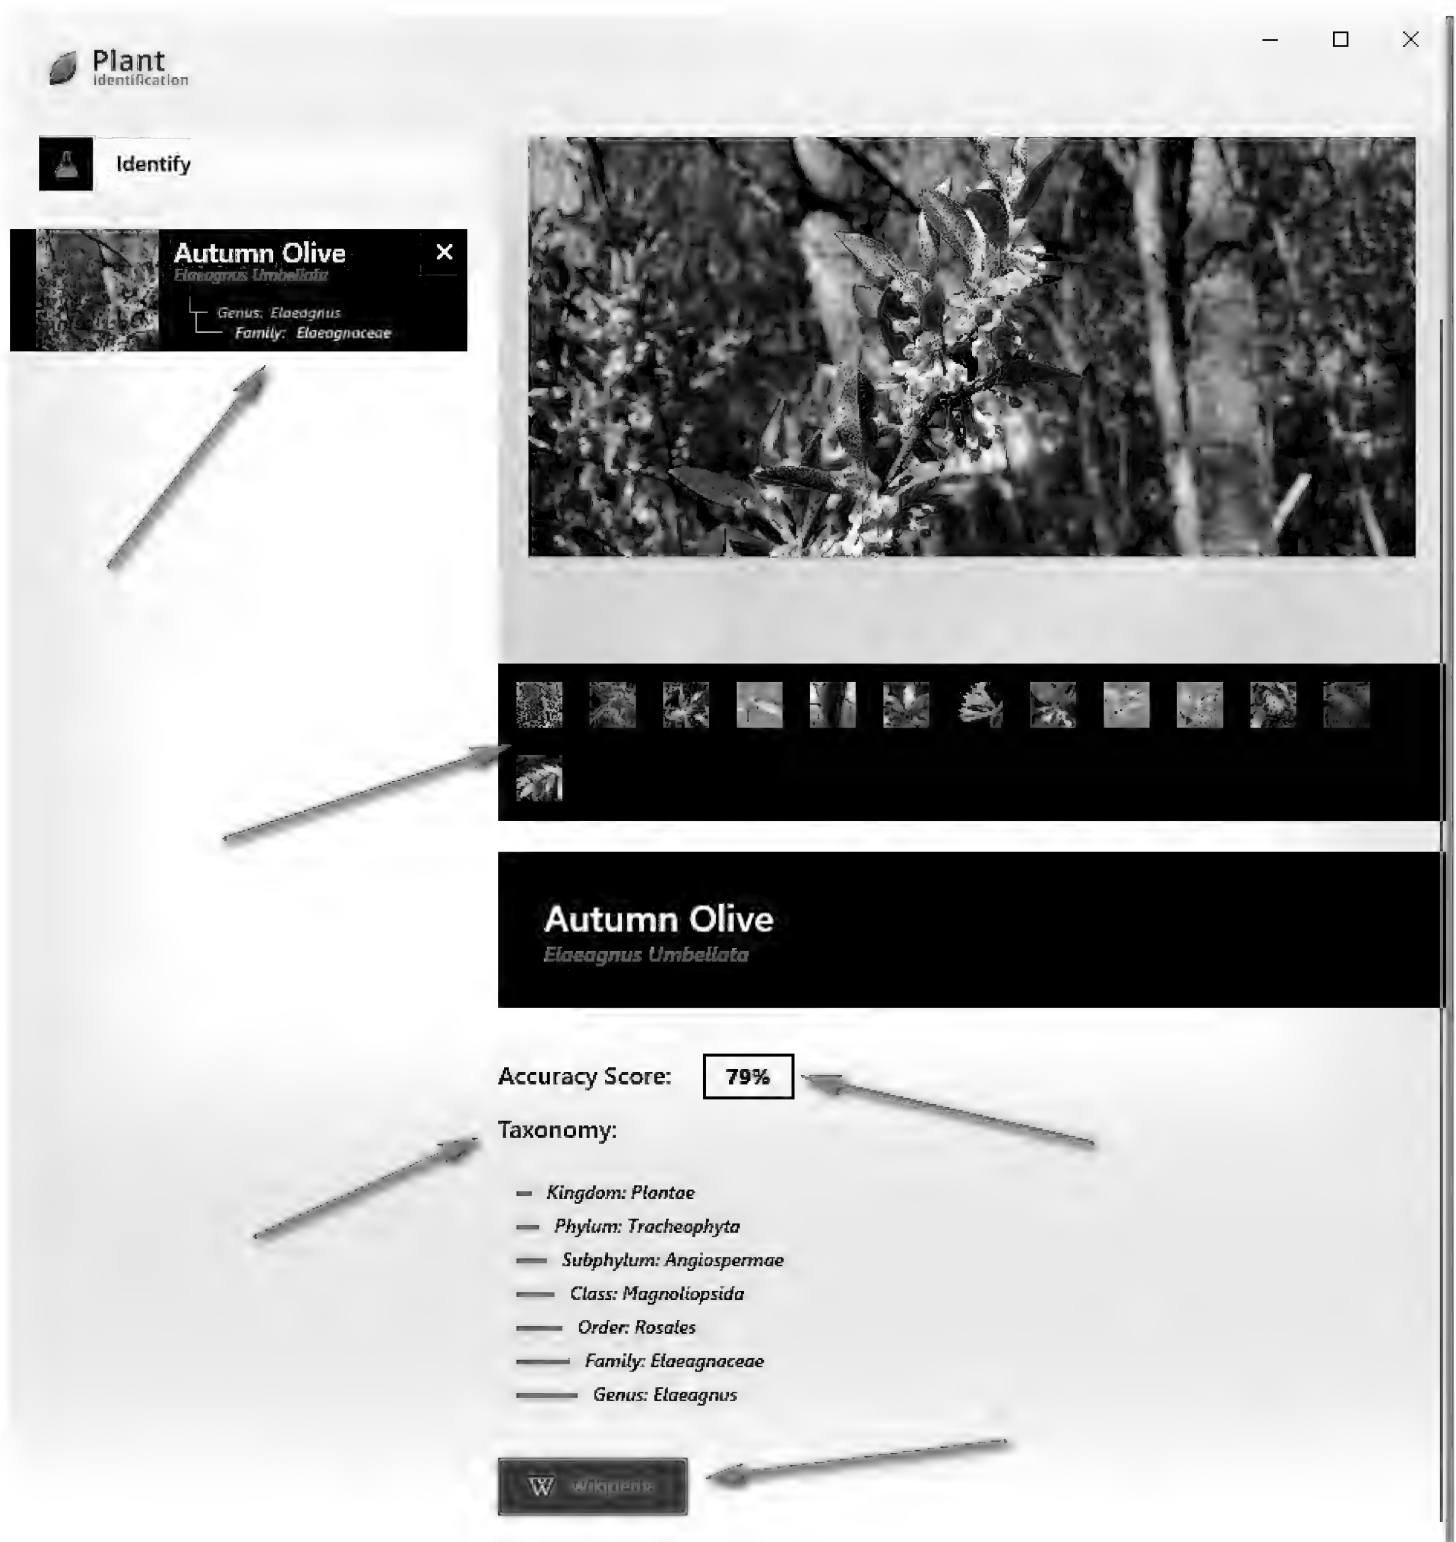 Plant
identification
Identify
Autumn Olive
Elaeagnus Umbellata
Genus: Elaeagnus
Family: Elaeagnaceae
Autumn Olive
Elaeagnus Umbellata
Accuracy Score: 79%
Taxonomy:
Kingdom: Plantae
Phylum: Tracheophyta
Subphylum: Angiospermae
Class: Magnoliopsida
Order: Rosales
Family: Elaeagnaceae
Genus: Elaeagnus
W Wikipedia